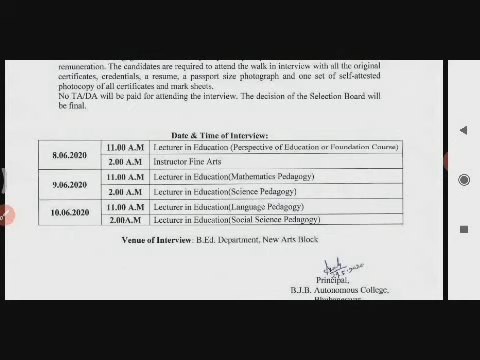 remuneration. The candidates are required to attend the walk in interview with all the original
certificates, credentials, a resume, a passport size photograph and one set of self-attested
photocopy of all certificates and mark sheets.
No TA/DA will be paid for attending the interview. The decision of the Selection Board will
be final.
Date & Time of Interview:
8.06.2020 11.00 A.M Lecturer in Education (Perspective of Education or Foundation Course)
2.00 A.M Instructor Fine Arts
9.06.2020 11.00 A.M Lecturer in Education(Mathematics Pedagogy)
2.00 A.M Lecturer in Education(Science Pedagogy)
10.06.2020 11.00 A.M Lecturer in Education(Language Pedagogy)
2.00A.M Lecturer in Education(Social Science Pedagogy)
Venue of Interview: B.Ed. Department, New Arts Block
Principal,
B.J.B. Autonomous College,